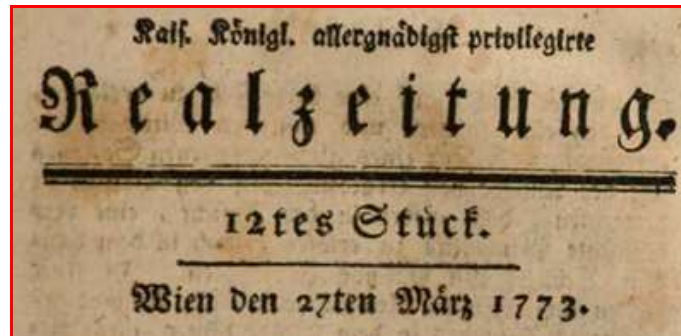 Kais. Königl. allergnädigst privilegirte
Realzeitung.
12tes Stück.
Wien den 27ten März 1773.